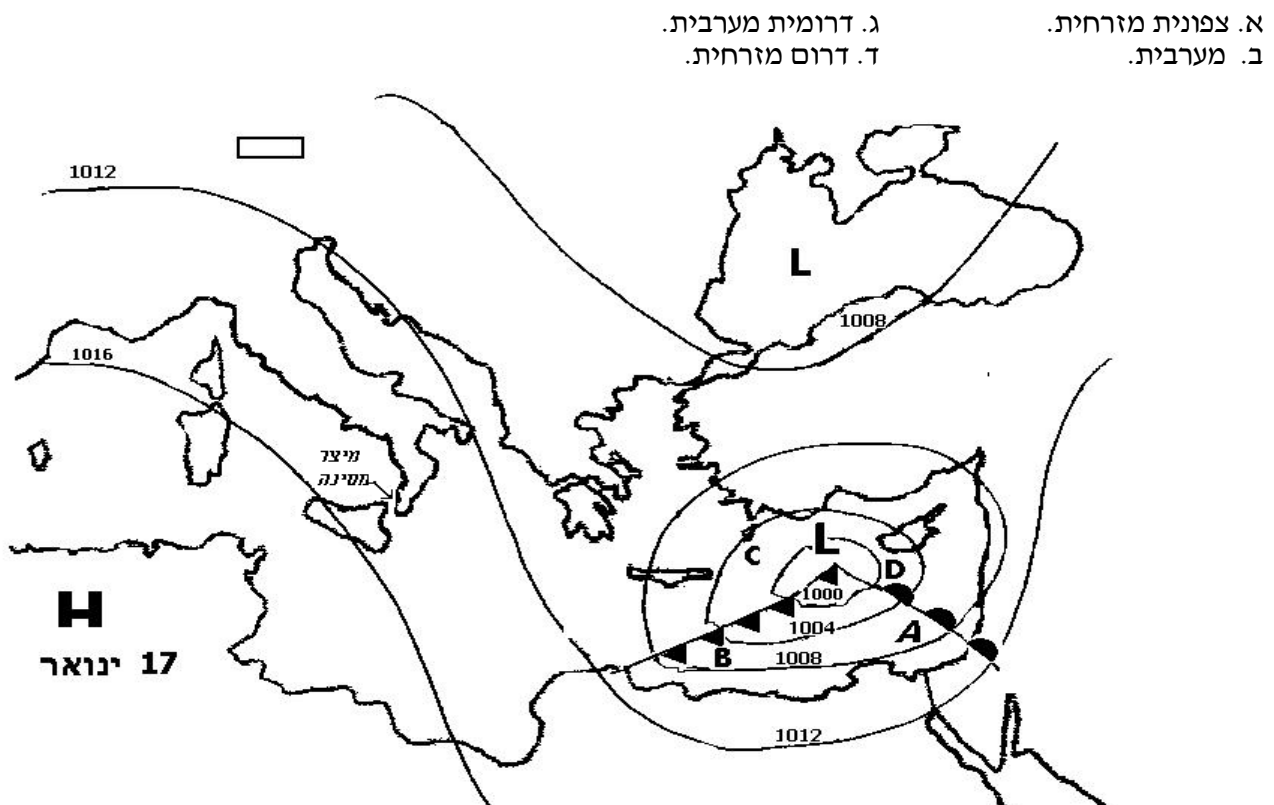 א. צפונית מזרחית. ג. דרומית מערבית.
ב. מערבית. ד. דרום מזרחית.
1012
L
1008
1016
מיצר
מסינה
C
L
D
1000
H
1004
A
B
1008
17 ינואר
1012